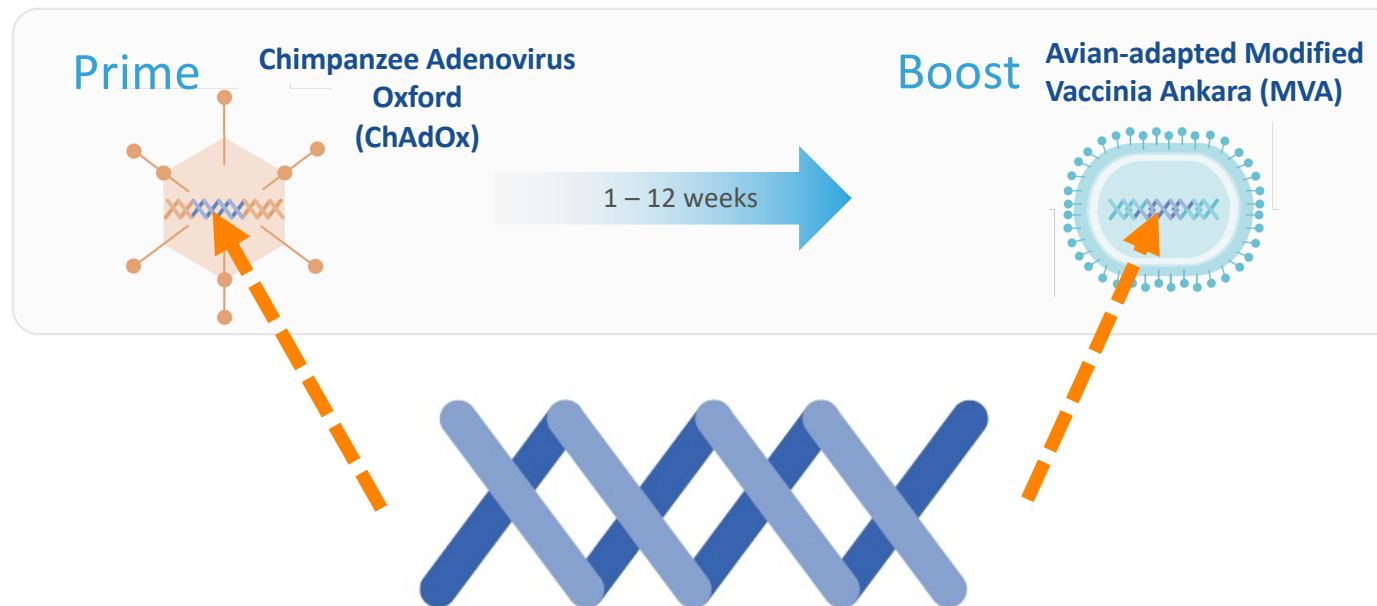 Prime
Chimpanzee Adenovirus
Oxford
(ChAdOx)
1 – 12 weeks
Boost
Avian-adapted Modified
Vaccinia Ankara (MVA)